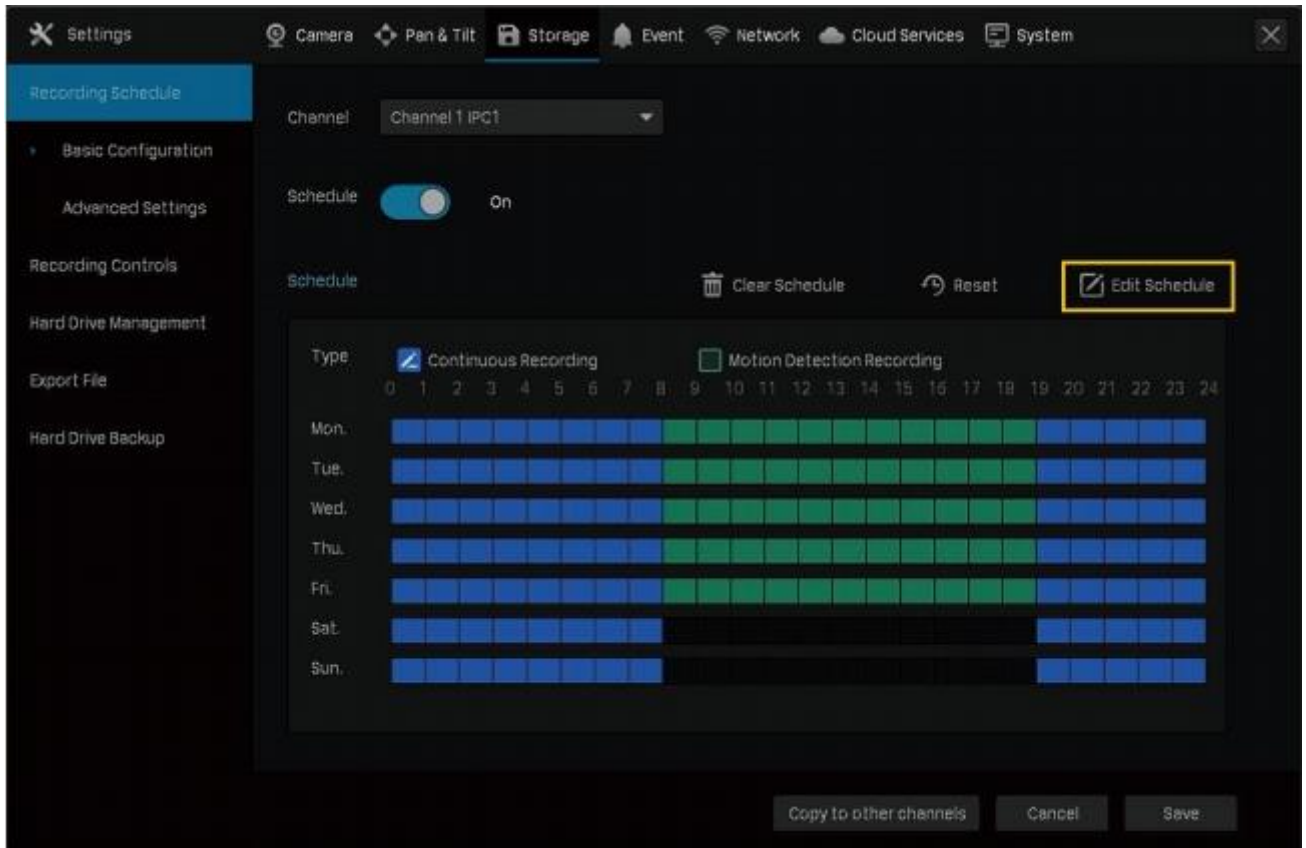 Settings Camera Pan & Tilt Storage Event Network Cloud Services System
Recording Schedule
Basic Configuration
Advanced Settings
Recording Controls
Hard Drive Management
Export File
Hard Drive Backup
Channel Channel 1 IPC1
Schedule On
Schedule Clear Schedule Reset Edit Schedule
Type Continuous Recording Motion Detection Recording
0 1 2 3 4 5 6 7 8 9 10 11 12 13 14 15 16 17 18 19 20 21 22 23 24
Mon.
Tue.
Wed.
Thu.
Fri.
Sat.
Sun.
Copy to other channels Cancel Save